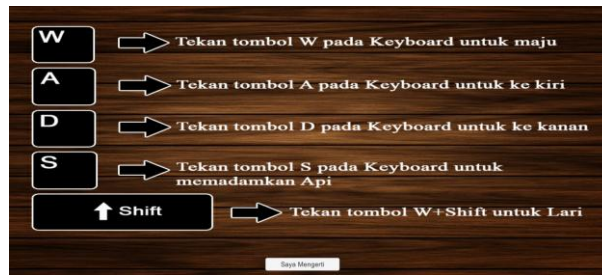 W
Tekan tombol W pada Keyboard untuk maju
A
Tekan tombol A pada Keyboard untuk ke kiri
D
Tekan tombol D pada Keyboard untuk ke kanan
S
Tekan tombol S pada Keyboard untuk
memadamkan Api
Shift
Tekan tombol W+Shift untuk Lari
Saya Mengerti